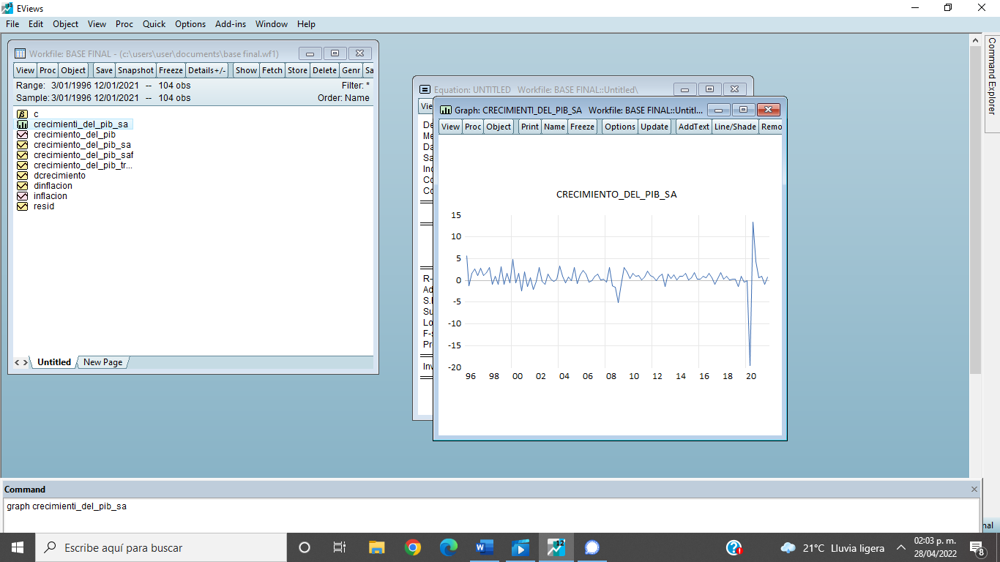 EViews
File Edit Object View Proc Quick Options Add-ins Window Help
Workfile: BASE FINAL - (c:\users\user\documents\base final.wf1)
View Proc Object Save Snapshot Freeze Details+/- Show Fetch Store Delete Genr Sa
Range: 3/01/1996 12/01/2021 -- 104 obs Filter: *
Sample: 3/01/1996 12/01/2021 -- 104 obs Order: Name
β c
crecimienti_del_pib_sa
crecimiento_del_pib
crecimiento_del_pib_sa
crecimiento_del_pib_saf
crecimiento_del_pib_tr...
dcrecimiento
dinflacion
inflacion
resid
< > Untitled New Page
Equation: UNTITLED Workfile: BASE FINAL::Untitled\
Vie
De
Me
Da
Sa
Inc
Co
Co
R-
Ad
S.E
Su
Lo
F-s
Pr
Inv
Graph: CRECIMIENTI_DEL_PIB_SA Workfile: BASE FINAL::Untitl...
View Proc Object Print Name Freeze Options Update AddText Line/Shade Remo
CRECIMIENTO_DEL_PIB_SA
15
10
5
0
-5
-10
-15
-20
96 98 00 02 04 06 08 10 12 14 16 18 20
Command Explorer
Command
graph crecimienti_del_pib_sa
nal
Escribe aquí para buscar
12
21°C Lluvia ligera
02:03 p. m.
28/04/2022
8